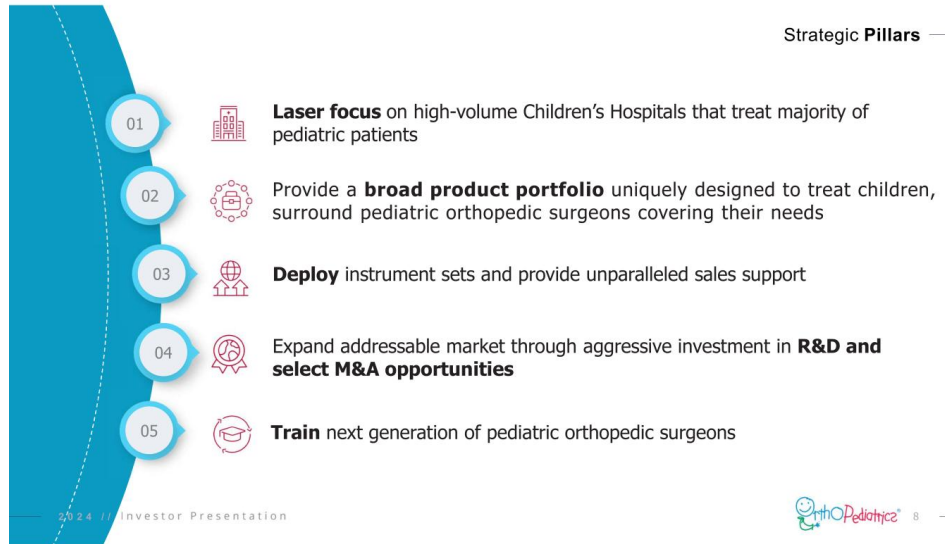 Strategic Pillars
01
Laser focus on high-volume Children's Hospitals that treat majority of
pediatric patients
02
Provide a broad product portfolio uniquely designed to treat children,
surround pediatric orthopedic surgeons covering their needs
03
Deploy instrument sets and provide unparalleled sales support
04
Expand addressable market through aggressive investment in R&D and
select M&A opportunities
05
Train next generation of pediatric orthopedic surgeons
2024 // Investor Presentation
OrthoPediatrics®
8